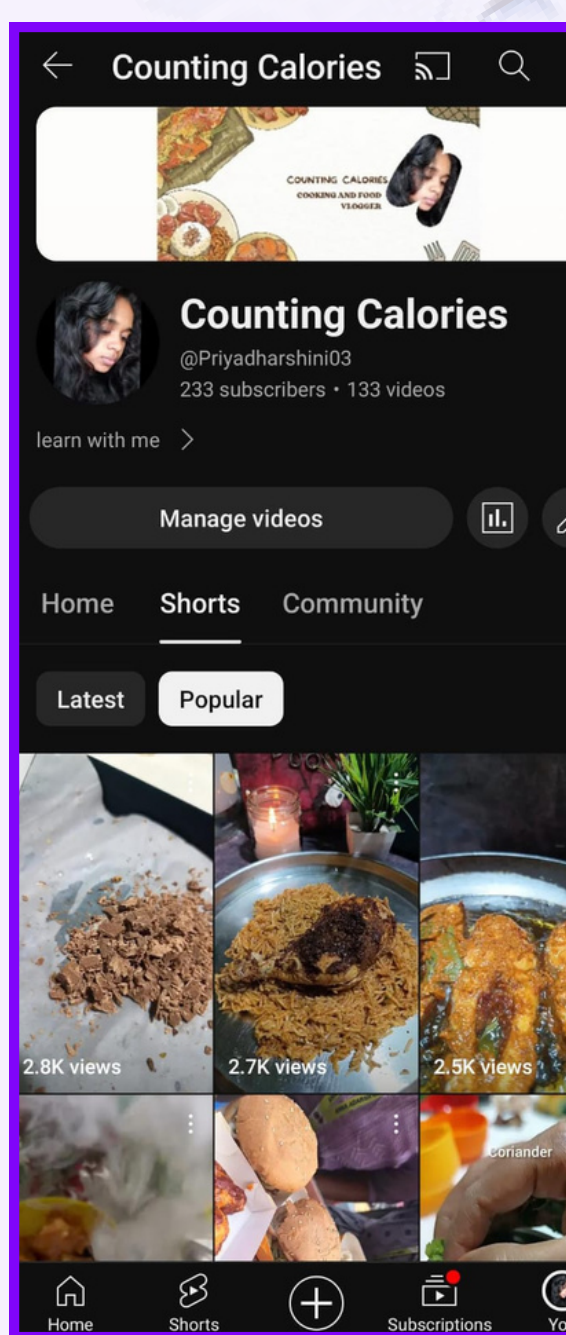 Counting Calories
COUNTING CALORIES
COOKING AND FOOD
VLOGGER
Counting Calories
@Priyadharshini03
233 subscribers • 133 videos
learn with me >
Manage videos
Home Shorts Community
Latest Popular
2.8K views 2.7K views 2.5K views
Coriander
Home Shorts Subscriptions Yo